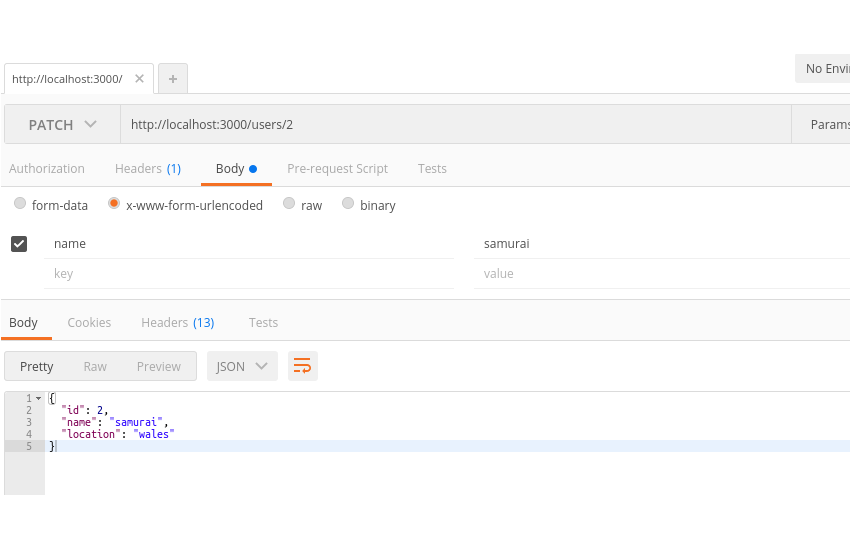 http://localhost:3000/ × +
No Envi
PATCH http://localhost:3000/users/2 Params
Authorization Headers (1) Body Pre-request Script Tests
form-data x-www-form-urlencoded raw binary
name samurai
key value
Body Cookies Headers (13) Tests
Pretty Raw Preview JSON
1 {
2 "id": 2,
3 "name": "samurai",
4 "location": "wales"
5 }